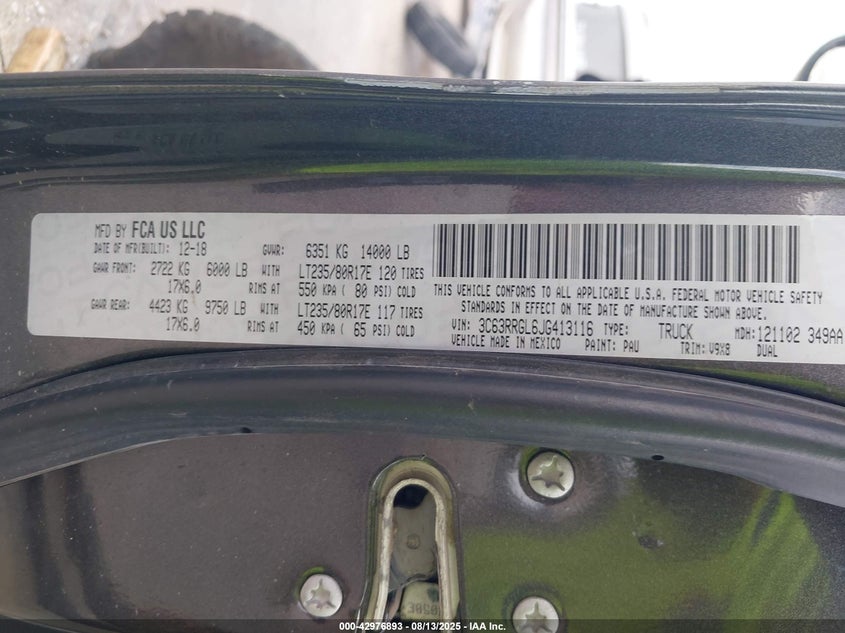 MFD BY FCA US LLC
DATE OF MFR(BUILT): 12-18 GVWR: 6351 KG 14000 LB
GAWR FRONT: 2722 KG 6000 LB WITH LT235/80R17E 120 TIRES
17X6.0 RIMS AT 550 KPA ( 80 PSI) COLD
GAWR REAR: 4423 KG 9750 LB WITH LT235/80R17E 117 TIRES
17X6.0 RIMS AT 450 KPA ( 65 PSI) COLD
THIS VEHICLE CONFORMS TO ALL APPLICABLE U.S.A. FEDERAL MOTOR VEHICLE SAFETY
STANDARDS IN EFFECT ON THE DATE OF MANUFACTURE SHOWN ABOVE.
VIN: 3C63RRGL6JG413116 TYPE: TRUCK MDH: 121102 349AA
VEHICLE MADE IN MEXICO PAINT: PAU TRIM: V9X8 DUAL
000-42976893 - 08/13/2025 - IAA Inc.